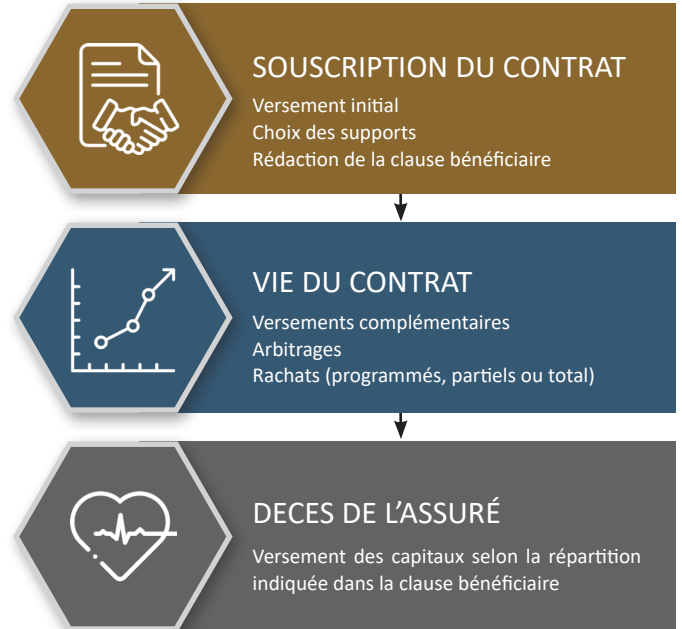 SOUSCRIPTION DU CONTRAT
Versement initial
Choix des supports
Rédaction de la clause bénéficiaire
VIE DU CONTRAT
Versements complémentaires
Arbitrages
Rachats (programmés, partiels ou total)
DECES DE L’ASSURÉ
Versement des capitaux selon la répartition
indiquée dans la clause bénéficiaire